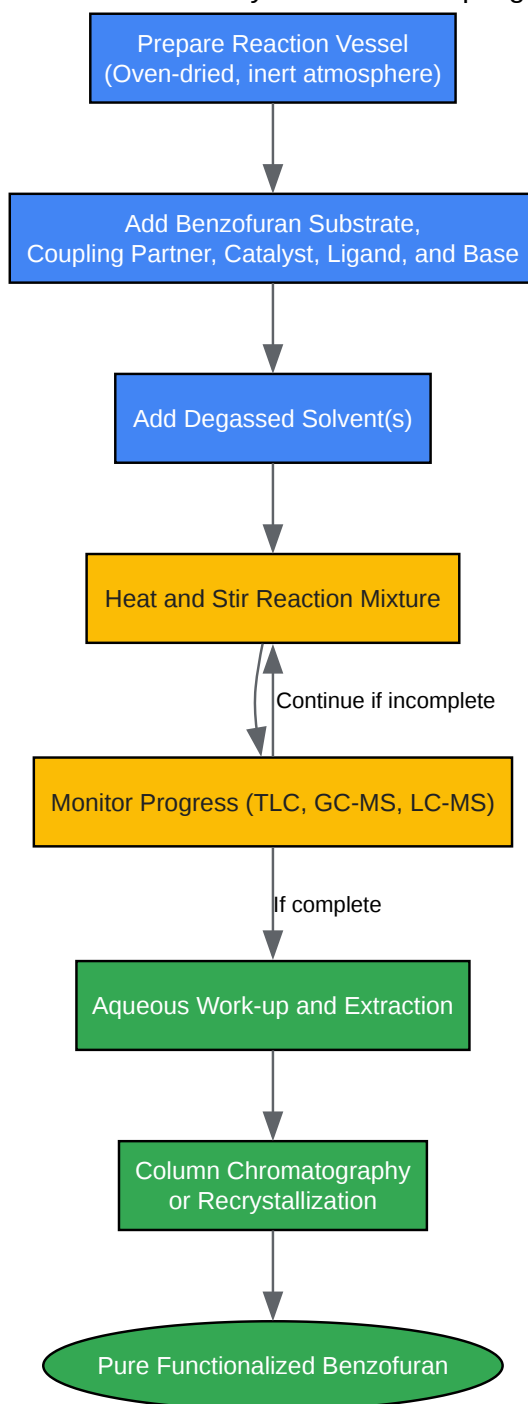 Prepare Reaction Vessel
(Oven-dried, inert atmosphere)
Add Benzofuran Substrate,
Coupling Partner, Catalyst, Ligand, and Base
Add Degassed Solvent(s)
Heat and Stir Reaction Mixture
Continue if incomplete
Monitor Progress (TLC, GC-MS, LC-MS)
If complete
Aqueous Work-up and Extraction
Column Chromatography
or Recrystallization
Pure Functionalized Benzofuran